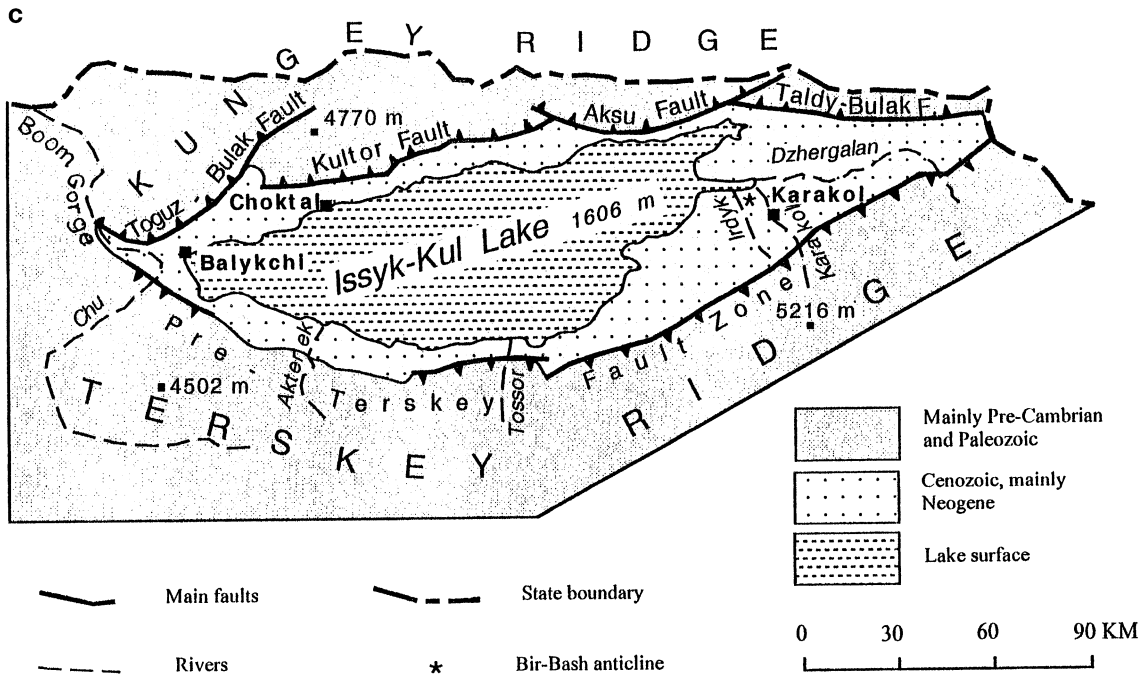 c
KUNGEY RIDGE
Boom Gorge
Toguz Bulak Fault
4770 m
Kultor Fault
Aksu Fault
Taldy-Bulak F.
Dzhergalan
Choktal
Karakol
Irdyk
Karakol
Balykchi
Issyk-Kul Lake 1606 m
Chu
Pre Terskey Fault Zone
5216 m
4502 m
Akterek
Tossor
TERSKEY RIDGE
Mainly Pre-Cambrian
and Paleozoic
Cenozoic, mainly
Neogene
Lake surface
Main faults
State boundary
Rivers
* Bir-Bash anticline
0 30 60 90 KM